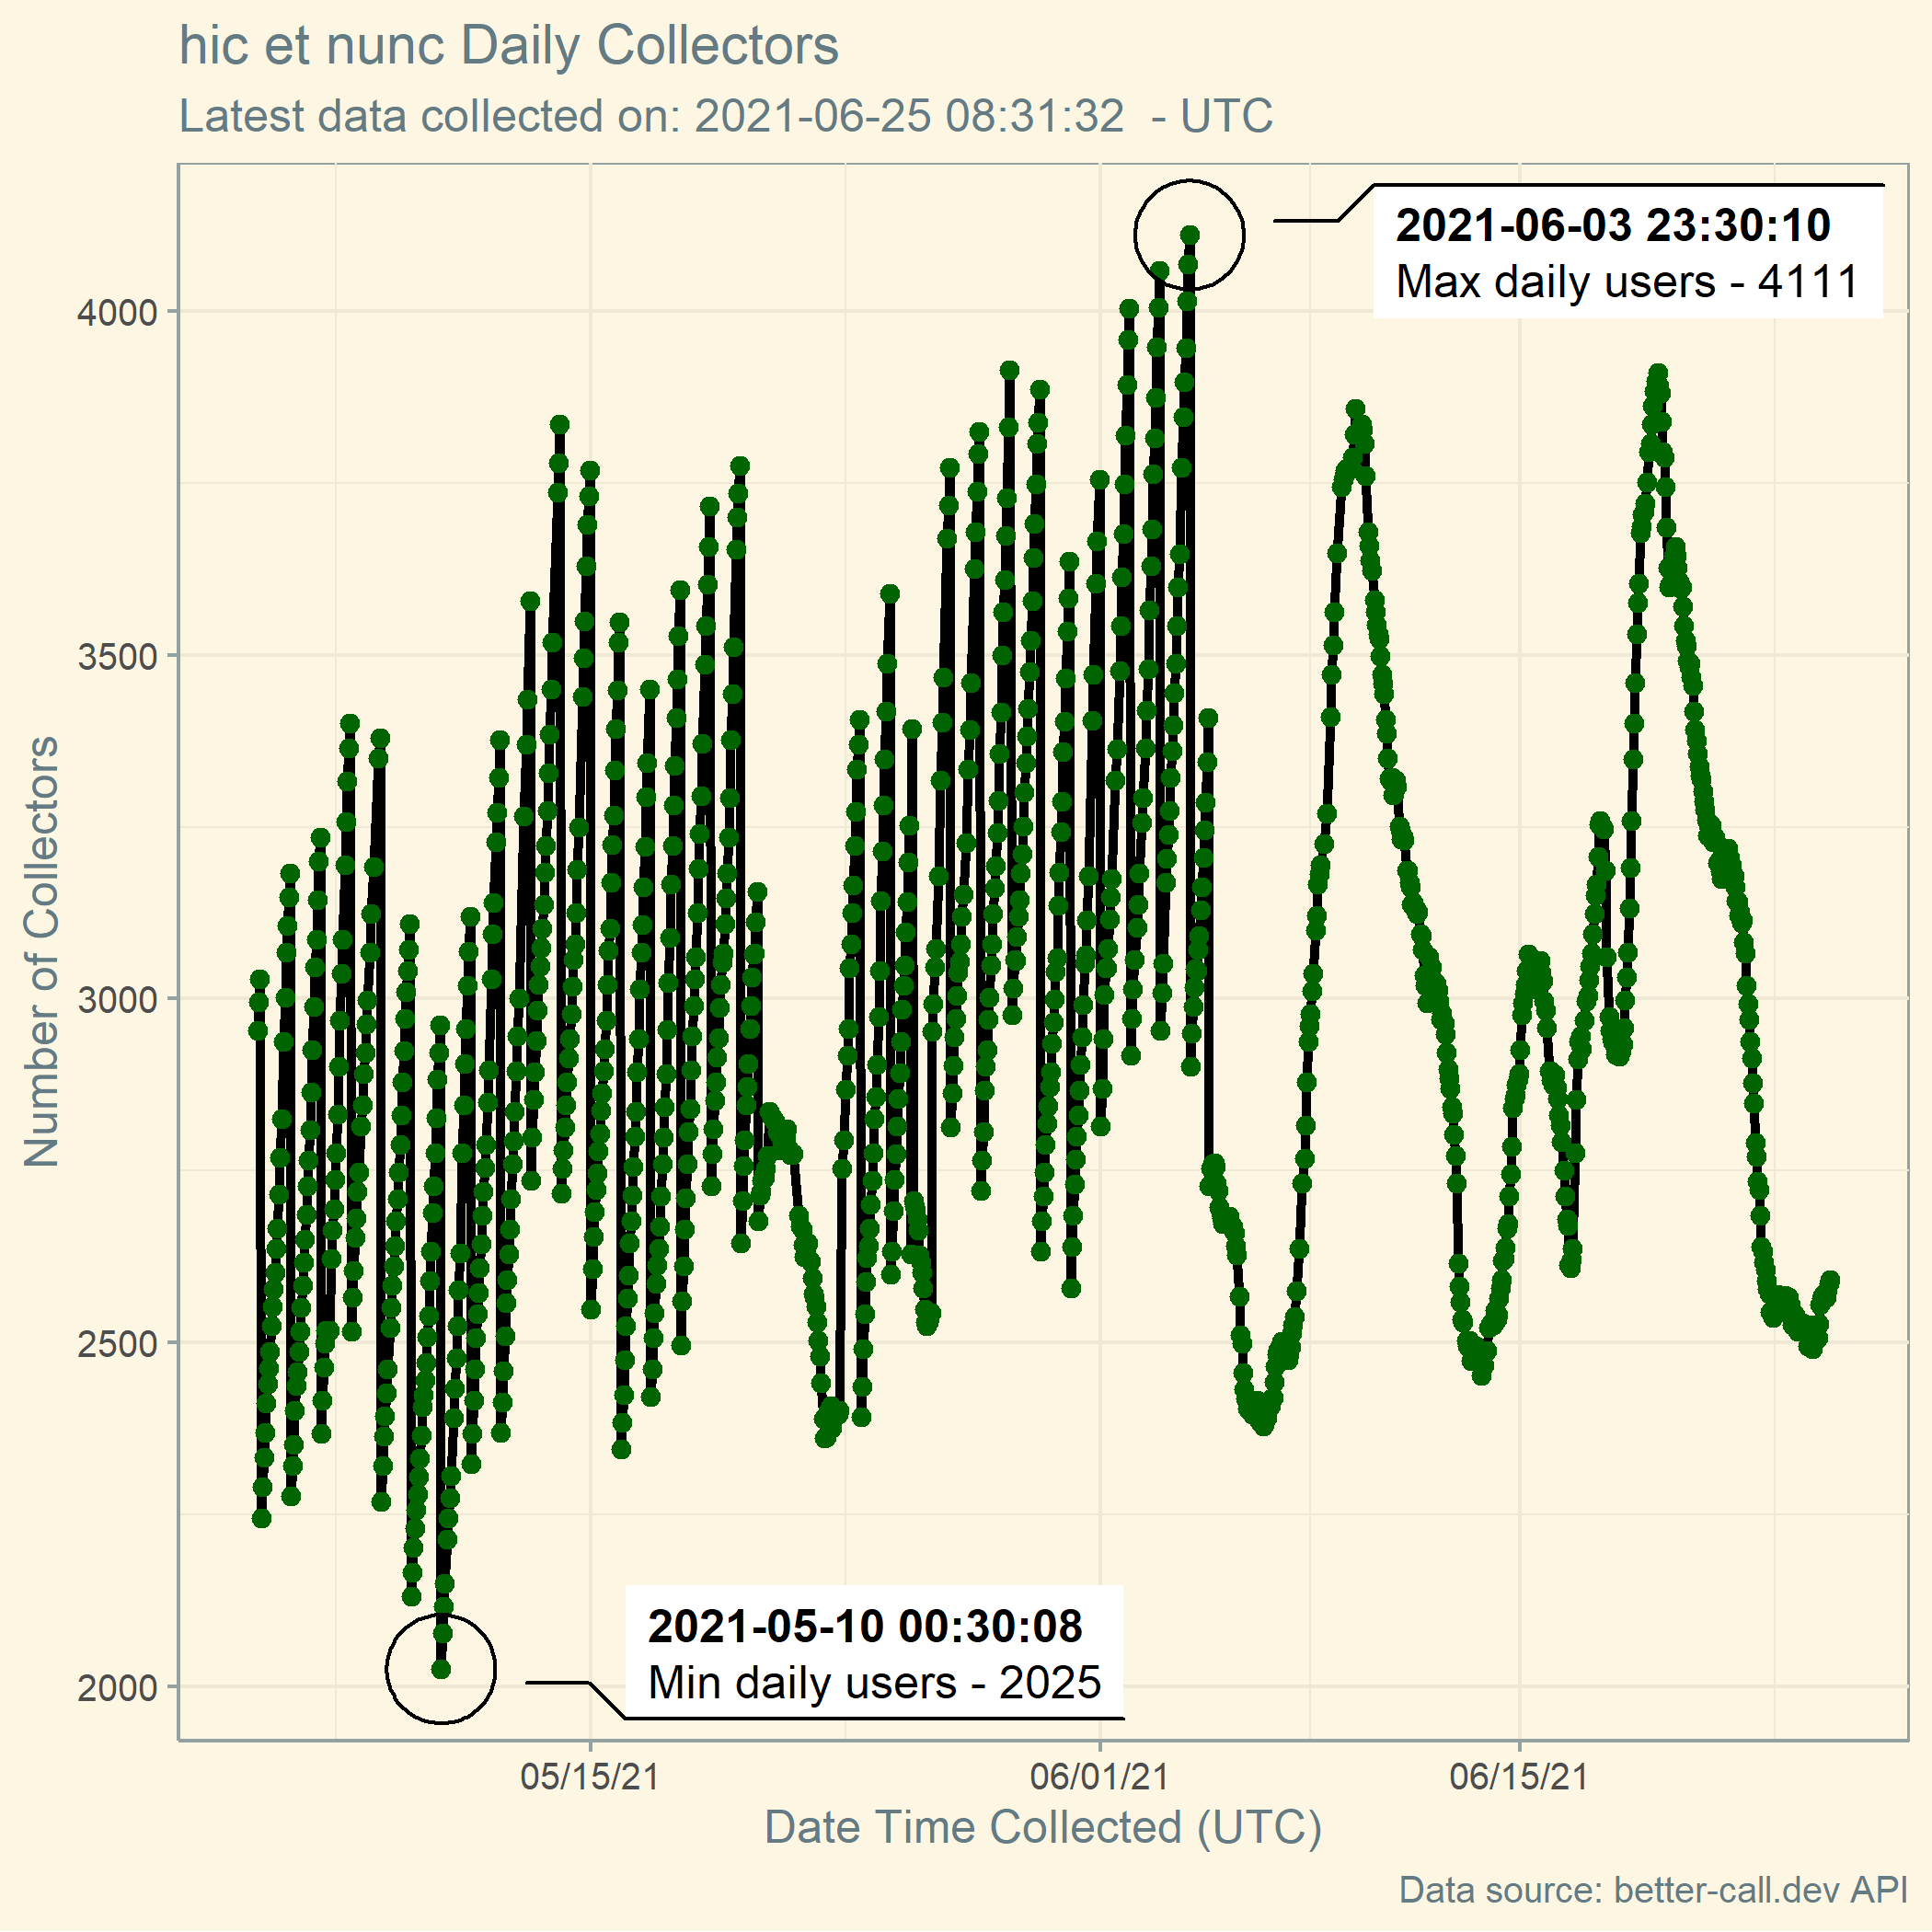 hic et nunc Daily Collectors
Latest data collected on: 2021-06-25 08:31:32  - UTC
2021-06-03 23:30:10
Max daily users - 4111
4000
3500
3000
2500
2000
Number of Collectors
2021-05-10 00:30:08
Min daily users - 2025
05/15/21
06/01/21
06/15/21
Date Time Collected (UTC)
Data source: better-call.dev API